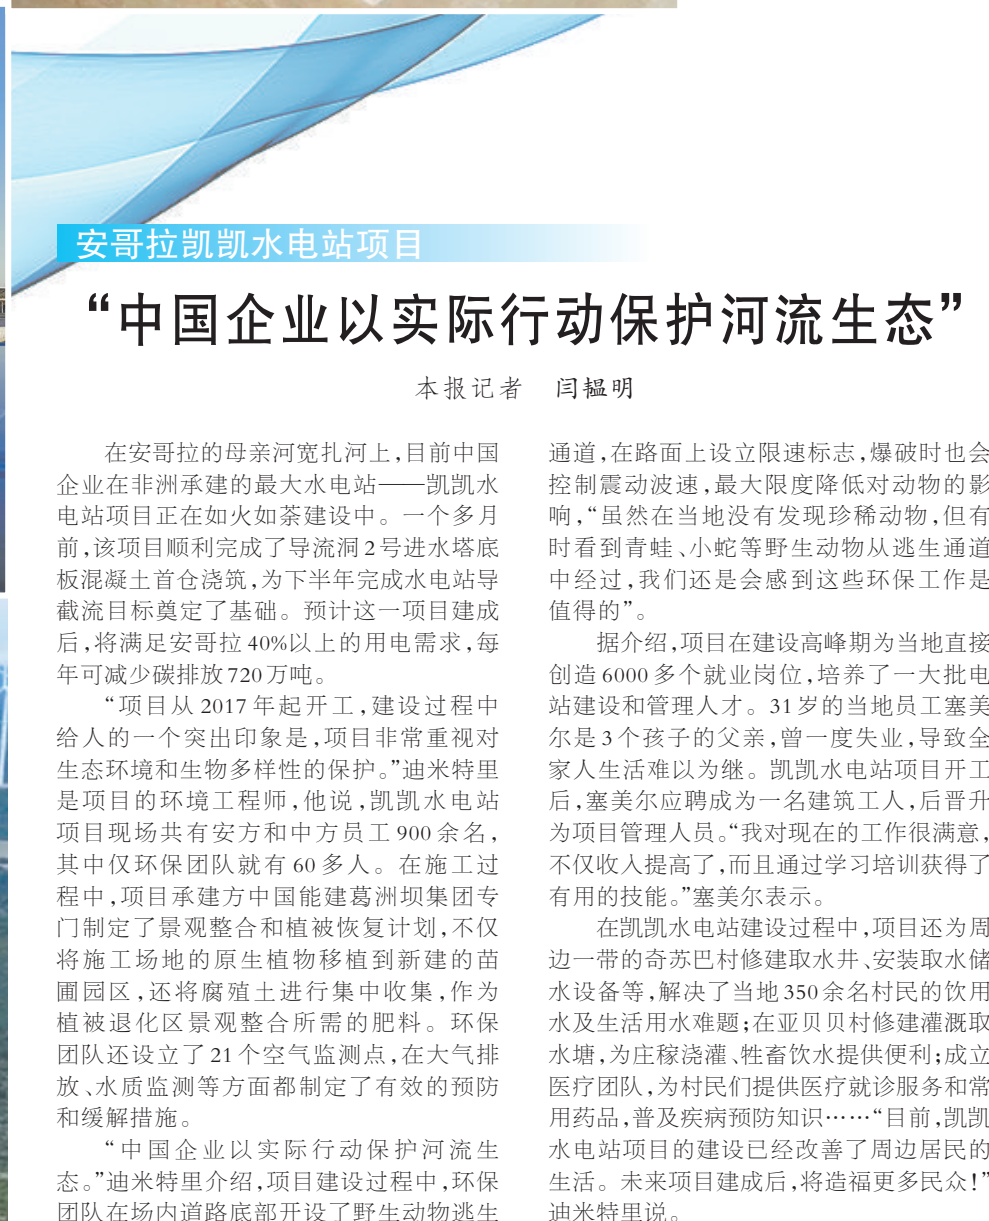 安哥拉凯凯水电站项目
“中国企业以实际行动保护河流生态”
本报记者　闫韫明
在安哥拉的母亲河宽扎河上，目前中国
企业在非洲承建的最大水电站——凯凯水
电站项目正在如火如荼建设中。一个多月
前，该项目顺利完成了导流洞2号进水塔底
板混凝土首仓浇筑，为下半年完成水电站导
截流目标奠定了基础。预计这一项目建成
后，将满足安哥拉40%以上的用电需求，每
年可减少碳排放720万吨。
“项目从2017年起开工，建设过程中
给人的一个突出印象是，项目非常重视对
生态环境和生物多样性的保护。”迪米特里
是项目的环境工程师，他说，凯凯水电站
项目现场共有安方和中方员工900余名，
其中仅环保团队就有60多人。在施工过
程中，项目承建方中国能建葛洲坝集团专
门制定了景观整合和植被恢复计划，不仅
将施工场地的原生植物移植到新建的苗
圃园区，还将腐殖土进行集中收集，作为
植被退化区景观整合所需的肥料。环保
团队还设立了21个空气监测点，在大气排
放、水质监测等方面都制定了有效的预防
和缓解措施。
“中国企业以实际行动保护河流生
态。”迪米特里介绍，项目建设过程中，环保
团队在场内道路底部开设了野生动物逃生
通道，在路面上设立限速标志，爆破时也会
控制震动波速，最大限度降低对动物的影
响，“虽然在当地没有发现珍稀动物，但有
时看到青蛙、小蛇等野生动物从逃生通道
中经过，我们还是会感到这些环保工作是
值得的”。
据介绍，项目在建设高峰期为当地直接
创造6000多个就业岗位，培养了一大批电
站建设和管理人才。31岁的当地员工塞美
尔是3个孩子的父亲，曾一度失业，导致全
家人生活难以为继。凯凯水电站项目开工
后，塞美尔应聘成为一名建筑工人，后晋升
为项目管理人员。“我对现在的工作很满意，
不仅收入提高了，而且通过学习培训获得了
有用的技能。”塞美尔表示。
在凯凯水电站建设过程中，项目还为周
边一带的奇苏巴村修建取水井、安装取水储
水设备等，解决了当地350余名村民的饮用
水及生活用水难题；在亚贝贝村修建灌溉取
水塘，为庄稼浇灌、牲畜饮水提供便利；成立
医疗团队，为村民们提供医疗就诊服务和常
用药品，普及疾病预防知识……“目前，凯凯
水电站项目的建设已经改善了周边居民的
生活。未来项目建成后，将造福更多民众！”
迪米特里说。